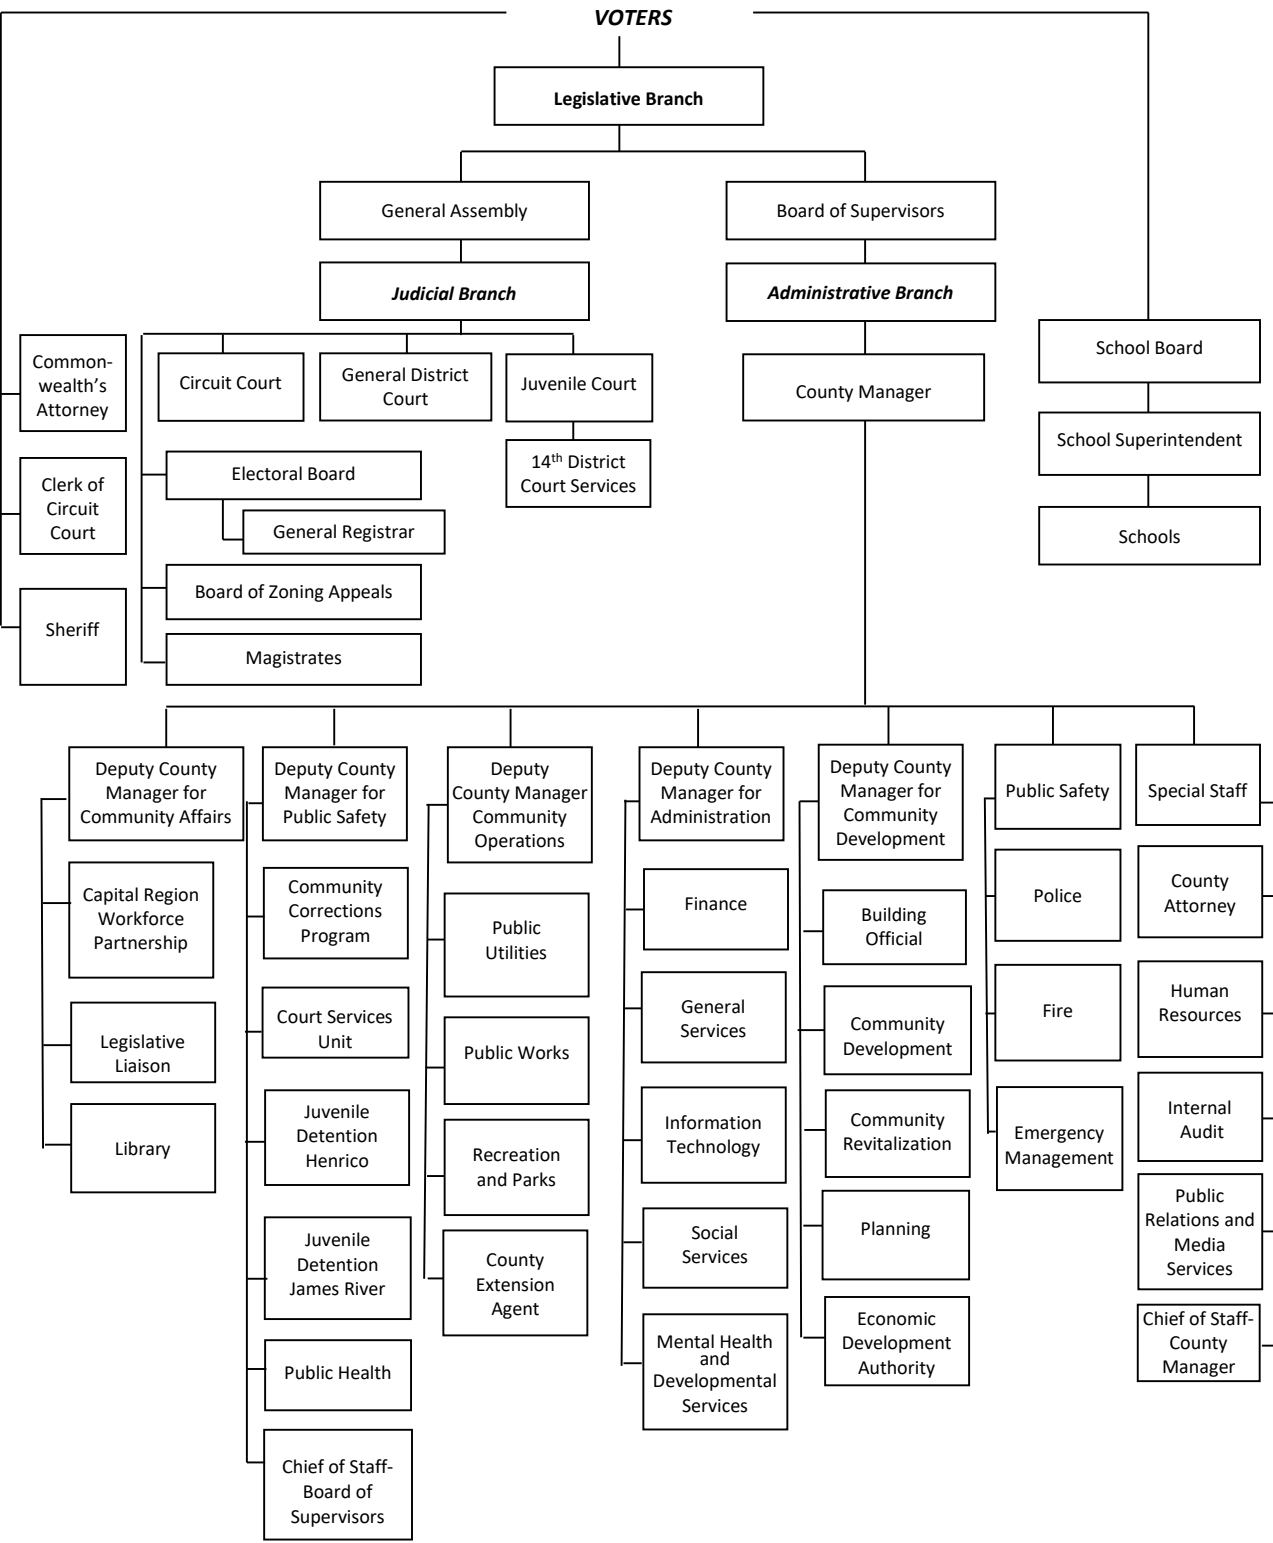 VOTERS
Legislative Branch
General Assembly
Board of Supervisors
Judicial Branch
Administrative Branch
Common-
wealth’s
Attorney
Circuit Court
General District
Court
Juvenile Court
County Manager
School Board
School Superintendent
Schools
Clerk of
Circuit
Court
Electoral Board
General Registrar
14th District
Court Services
Board of Zoning Appeals
Sheriff
Magistrates
Deputy County
Manager for
Community Affairs
Capital Region
Workforce
Partnership
Legislative
Liaison
Library
Deputy County
Manager for
Public Safety
Community
Corrections
Program
Court Services
Unit
Juvenile
Detention
Henrico
Juvenile
Detention
James River
Public Health
Chief of Staff-
Board of
Supervisors
Deputy
County Manager
Community
Operations
Public
Utilities
Public Works
Recreation
and Parks
County
Extension
Agent
Deputy County
Manager for
Administration
Finance
General
Services
Information
Technology
Social
Services
Mental Health
and
Developmental
Services
Deputy County
Manager for
Community
Development
Building
Official
Community
Development
Community
Revitalization
Planning
Economic
Development
Authority
Public Safety
Police
Fire
Emergency
Management
Special Staff
County
Attorney
Human
Resources
Internal
Audit
Public
Relations and
Media
Services
Chief of Staff-
County
Manager